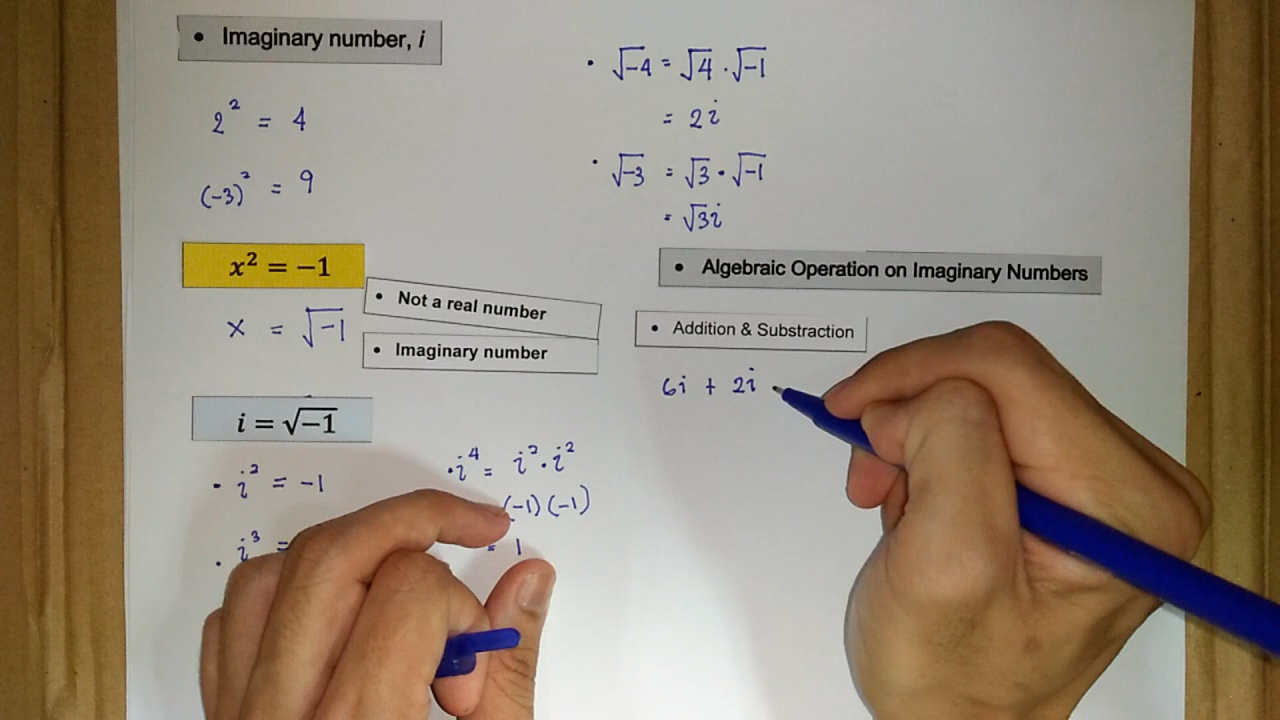 • Imaginary number, i
2² = 4
(-3)² = 9
x² = −1
x = √-1
• Not a real number
• Imaginary number
i = √−1
• i² = -1
• i³ =
• i⁴ = i²·i²
(-1)(-1)
= 1
• √-4 = √4 · √-1
= 2i
• √-3 = √3 · √-1
= √3i
• Algebraic Operation on Imaginary Numbers
• Addition & Substraction
6i + 2i